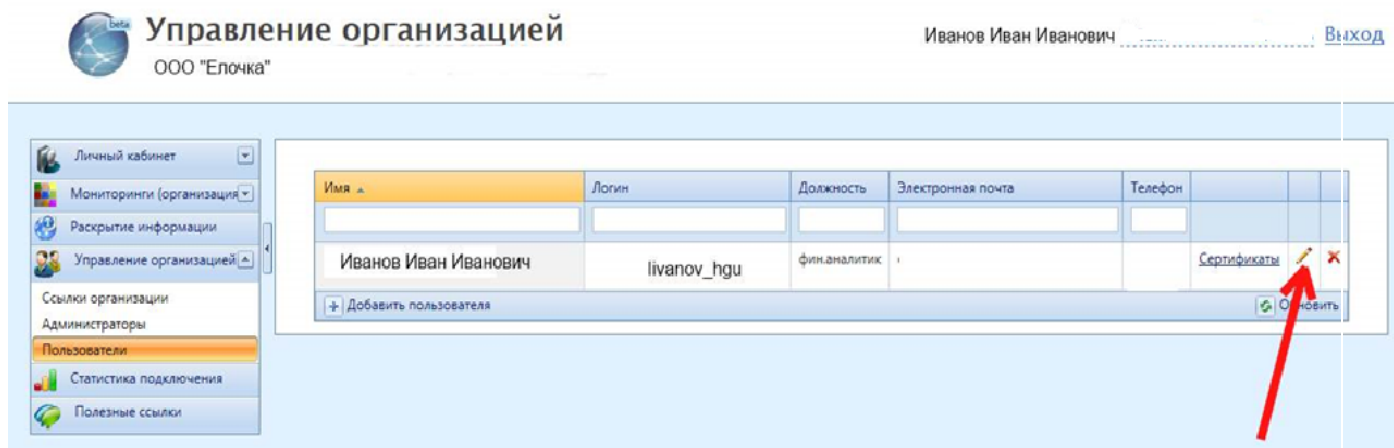 beta
Управление организацией
ООО "Елочка"
Иванов Иван Иванович
Выход
Личный кабинет
Мониторинги (организация
Раскрытие информации
Управление организацией
Ссылки организации
Администраторы
Пользователи
Статистика подключения
Полезные ссылки
Имя Логин Должность Электронная почта Телефон
Иванов Иван Иванович Iivanov_hgu фин.аналитик Сертификаты
Добавить пользователя Обновить